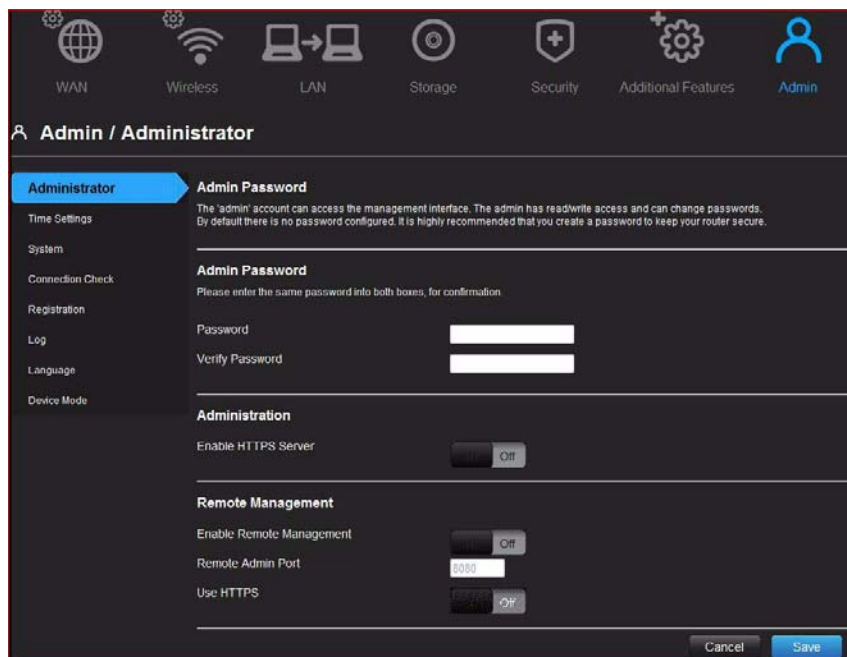 WAN
Wireless
LAN
Storage
Security
Additional Features
Admin
Admin / Administrator
Administrator
Time Settings
System
Connection Check
Registration
Log
Language
Device Mode
Admin Password
The 'admin' account can access the management interface. The admin has read/write access and can change passwords.
By default there is no password configured. It is highly recommended that you create a password to keep your router secure.
Admin Password
Please enter the same password into both boxes, for confirmation
Password
Verify Password
Administration
Enable HTTPS Server
Off
Remote Management
Enable Remote Management
Off
Remote Admin Port
8080
Use HTTPS
Off
Cancel
Save